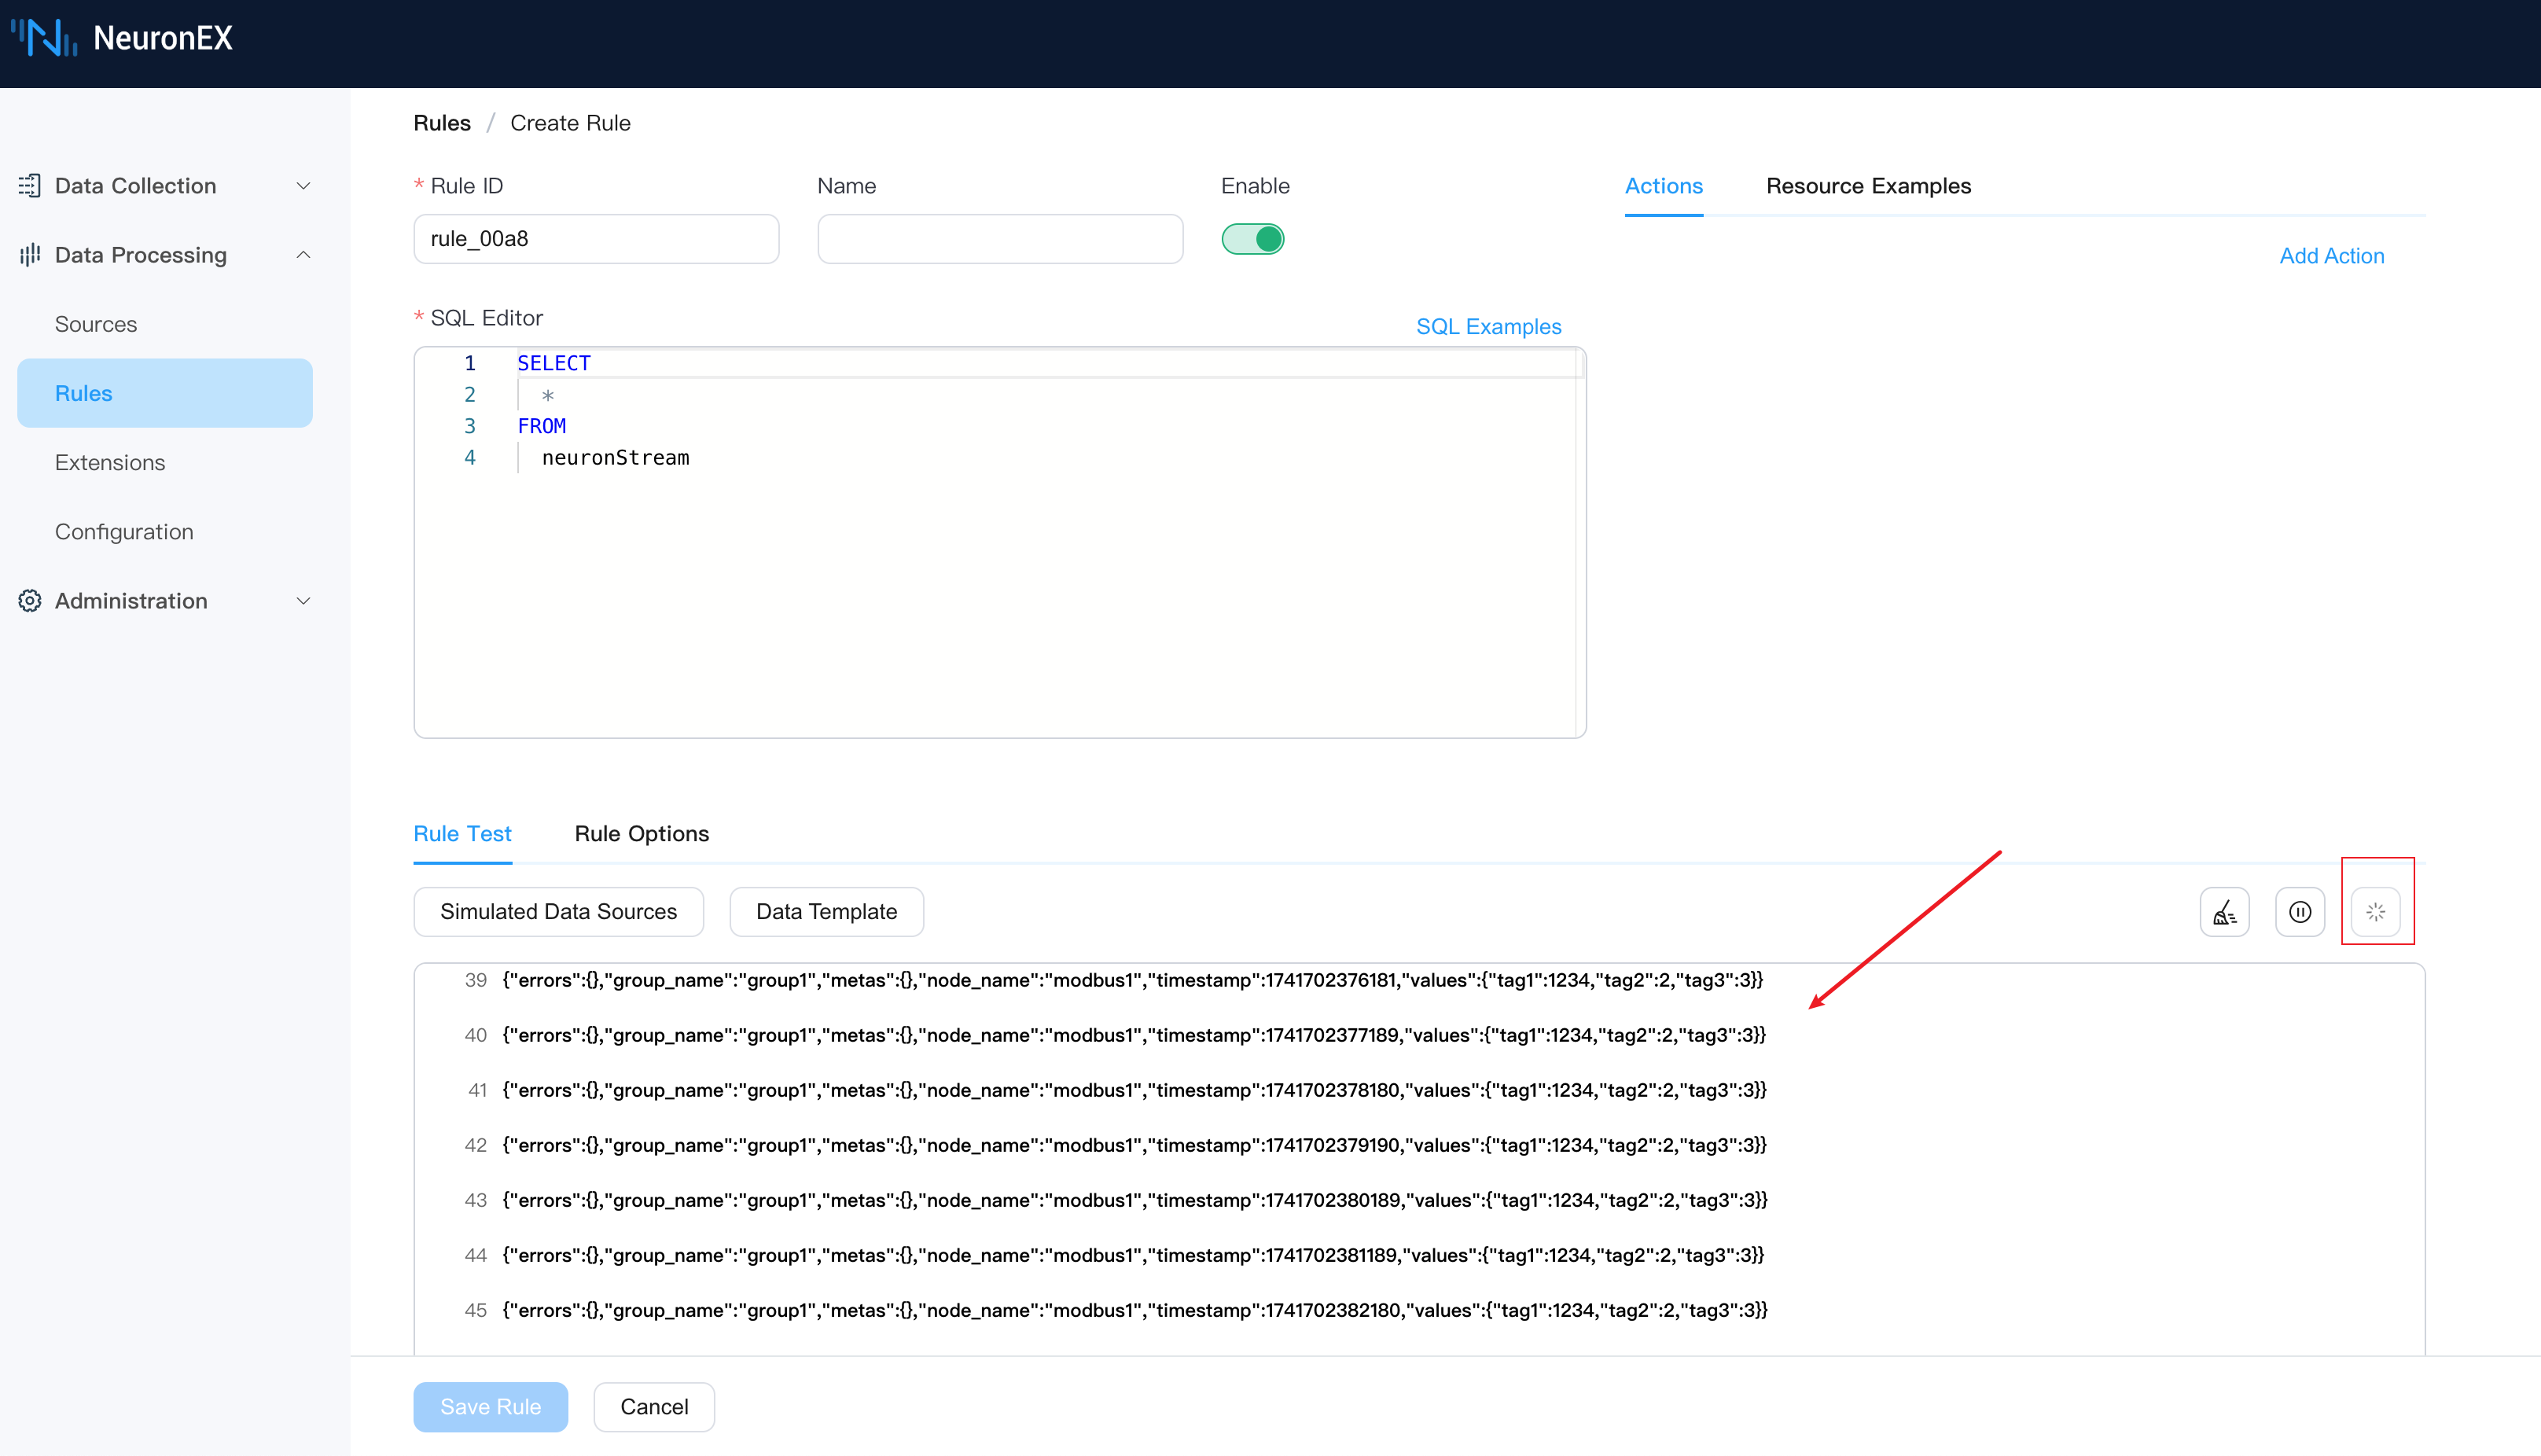 NeuronEX
Rules / Create Rule
Data Collection
Data Processing
Sources
Rules
Extensions
Configuration
Administration
* Rule ID
Name
Enable
rule_00a8
Actions
Resource Examples
Add Action
* SQL Editor
SQL Examples
1 SELECT
2 *
3 FROM
4 neuronStream
Rule Test
Rule Options
Simulated Data Sources
Data Template
39 {"errors":{},"group_name":"group1","metas":{},"node_name":"modbus1","timestamp":1741702376181,"values":{"tag1":1234,"tag2":2,"tag3":3}}
40 {"errors":{},"group_name":"group1","metas":{},"node_name":"modbus1","timestamp":1741702377189,"values":{"tag1":1234,"tag2":2,"tag3":3}}
41 {"errors":{},"group_name":"group1","metas":{},"node_name":"modbus1","timestamp":1741702378180,"values":{"tag1":1234,"tag2":2,"tag3":3}}
42 {"errors":{},"group_name":"group1","metas":{},"node_name":"modbus1","timestamp":1741702379190,"values":{"tag1":1234,"tag2":2,"tag3":3}}
43 {"errors":{},"group_name":"group1","metas":{},"node_name":"modbus1","timestamp":1741702380189,"values":{"tag1":1234,"tag2":2,"tag3":3}}
44 {"errors":{},"group_name":"group1","metas":{},"node_name":"modbus1","timestamp":1741702381189,"values":{"tag1":1234,"tag2":2,"tag3":3}}
45 {"errors":{},"group_name":"group1","metas":{},"node_name":"modbus1","timestamp":1741702382180,"values":{"tag1":1234,"tag2":2,"tag3":3}}
Save Rule
Cancel